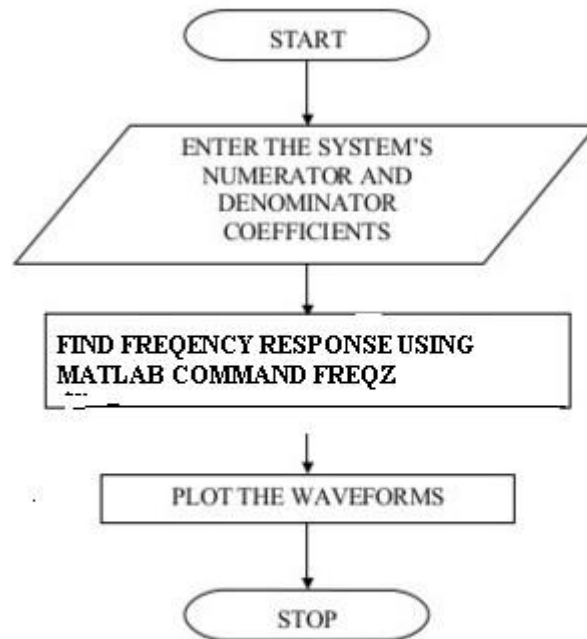 START
ENTER THE SYSTEM'S
NUMERATOR AND
DENOMINATOR
COEFFICIENTS
FIND FREQENCY RESPONSE USING
MATLAB COMMAND FREQZ
PLOT THE WAVEFORMS
STOP